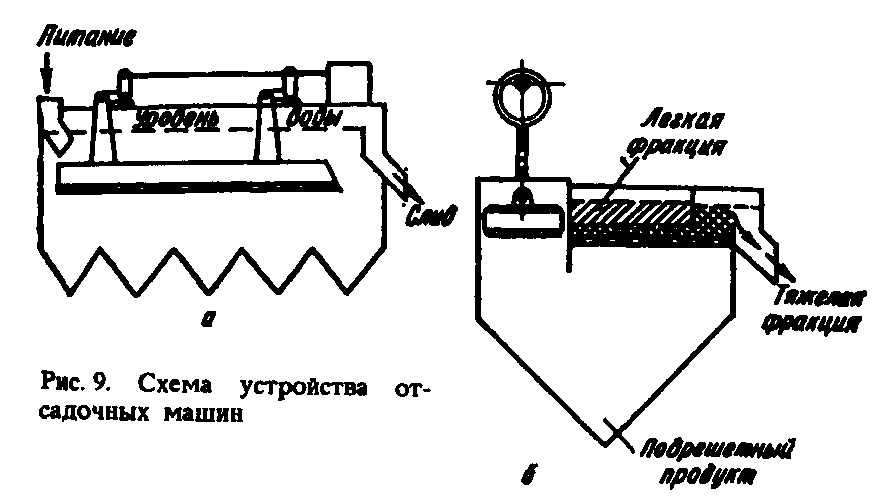 Питание
уровень воды
Слив
а
Рис. 9. Схема устройства от-
садочных машин
Легкая
фракция
Тяжелая
фракция
Подрешетный
продукт
б